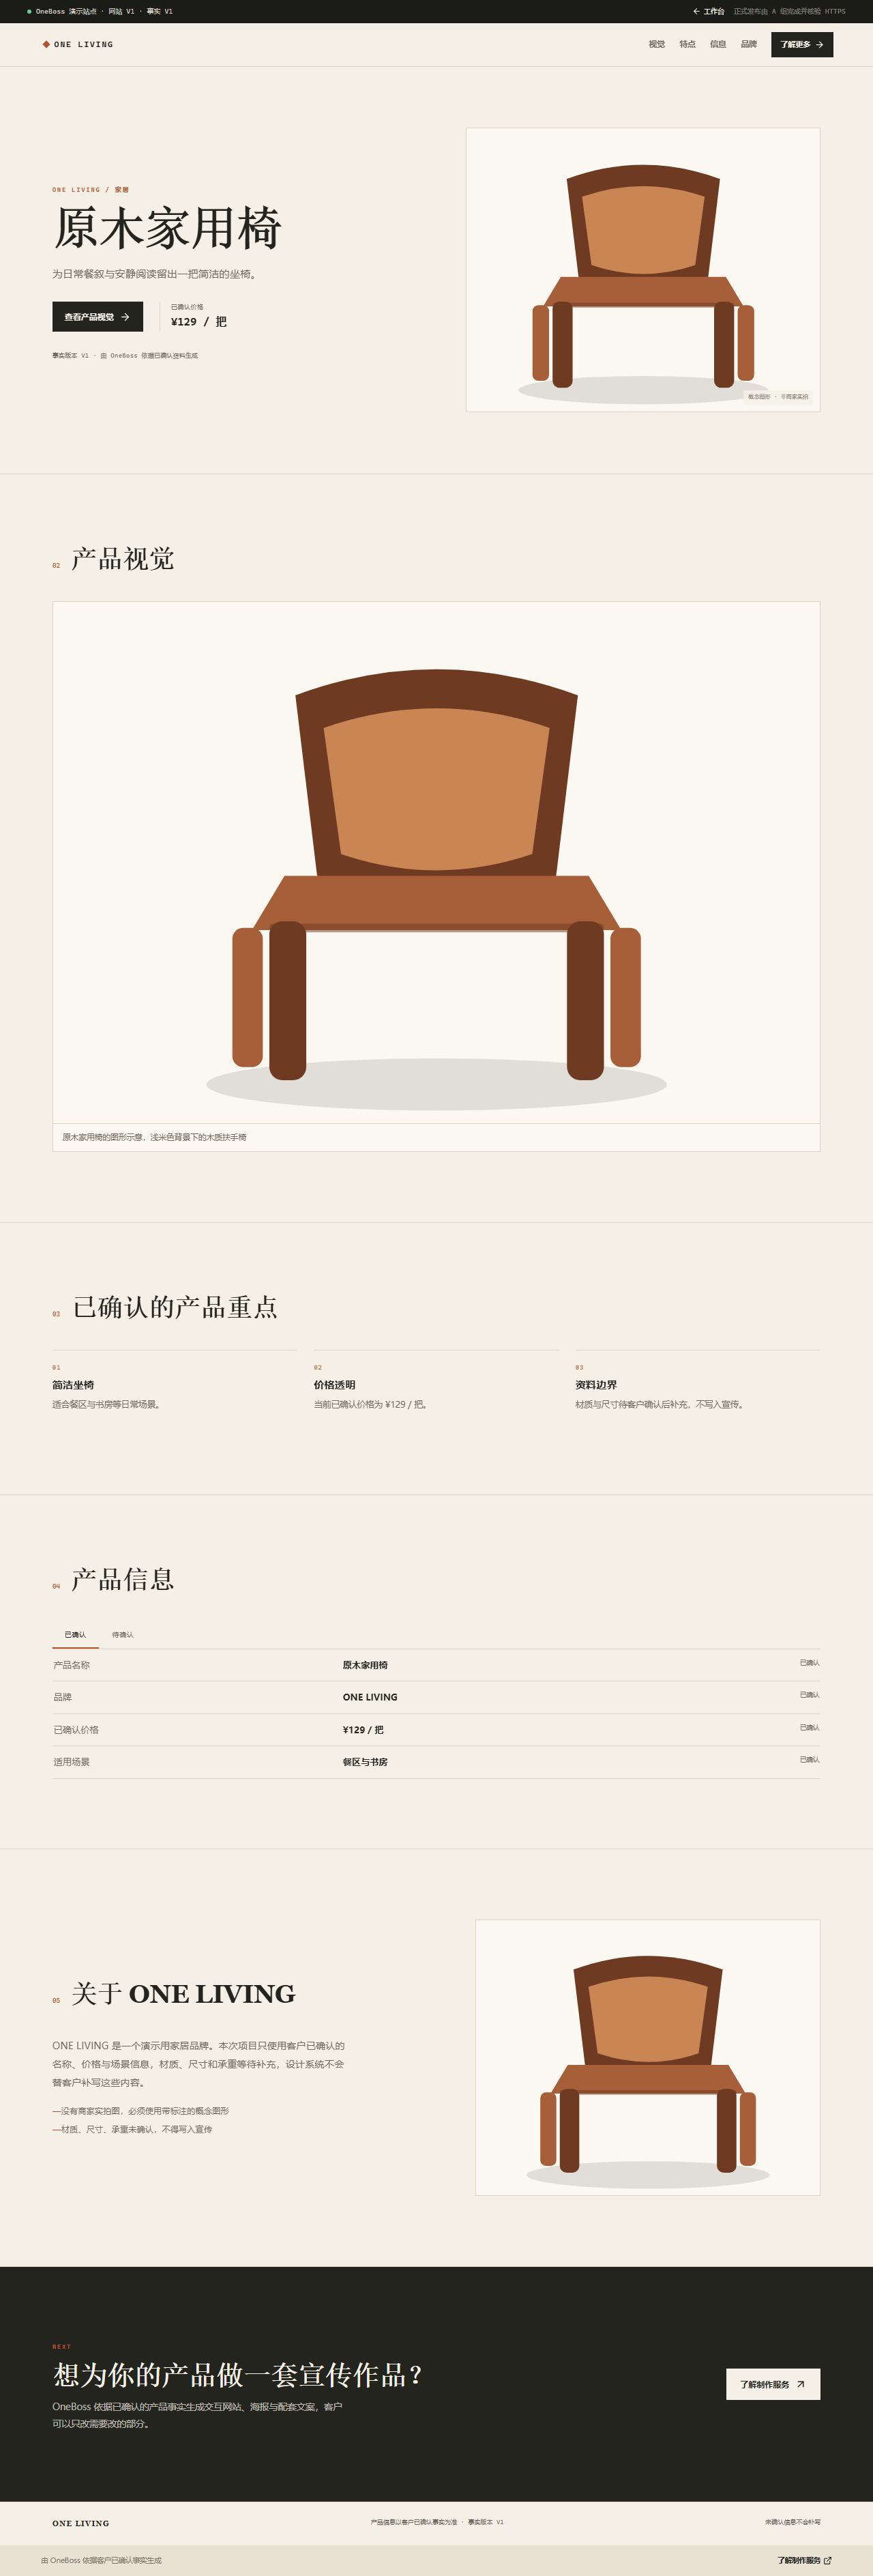 OneBoss 演示站点 · 网站 V1 · 事实 V1
← 工作台 正式发布由 A 组完成并核验 HTTPS
ONE LIVING
视觉 特点 信息 品牌 了解更多 →
ONE LIVING / 家居
原木家用椅
为日常餐叙与安静阅读留出一把简洁的坐椅。
查看产品视觉 →
已确认价格
¥129 / 把
事实版本 V1 · 由 OneBoss 依据已确认资料生成
概念图形 · 非商家实拍
02 产品视觉
原木家用椅的图形示意，浅米色背景下的木质扶手椅
03 已确认的产品重点
01
简洁坐椅
适合餐区与书房等日常场景。
02
价格透明
当前已确认价格为 ¥129 / 把。
03
资料边界
材质与尺寸待客户确认后补充，不写入宣传。
04 产品信息
已确认 待确认
产品名称 原木家用椅 已确认
品牌 ONE LIVING 已确认
已确认价格 ¥129 / 把 已确认
适用场景 餐区与书房 已确认
05 关于 ONE LIVING
ONE LIVING 是一个演示用家居品牌。本次项目只使用客户已确认的
名称、价格与场景信息，材质、尺寸和承重等待补充，设计系统不会
替客户补写这些内容。
—没有商家实拍图，必须使用带标注的概念图形
—材质、尺寸、承重未确认，不得写入宣传
NEXT
想为你的产品做一套宣传作品？
OneBoss 依据已确认的产品事实生成交互网站、海报与配套文案，客户
可以只改需要改的部分。
了解制作服务
ONE LIVING
产品信息以客户已确认事实为准 · 事实版本 V1
未确认信息不会补写
由 OneBoss 依据客户已确认事实生成
了解制作服务